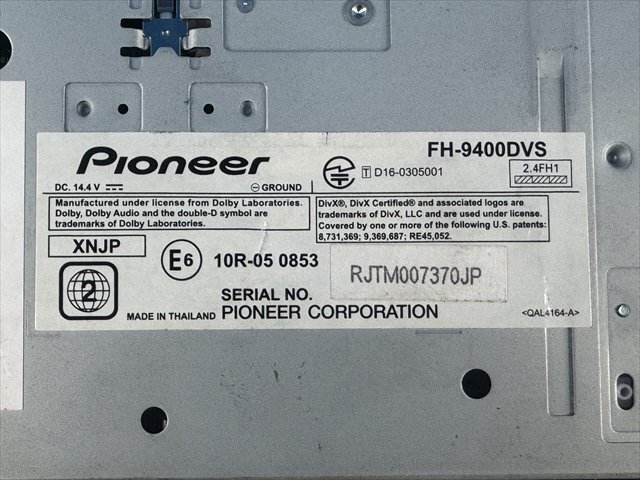 Pioneer
FH-9400DVS
T D16-0305001
2.4FH1
DC. 14.4 V
GROUND
Manufactured under license from Dolby Laboratories.
Dolby, Dolby Audio and the double-D symbol are
trademarks of Dolby Laboratories.
DivX®, DivX Certified® and associated logos are
trademarks of DivX, LLC and are used under license.
Covered by one or more of the following U.S. patents:
8,731,369; 9,369,687; RE45,052.
XNJP
E6
10R-05 0853
2
SERIAL NO.
RJTM007370JP
MADE IN THAILAND
PIONEER CORPORATION
<QAL4164-A>